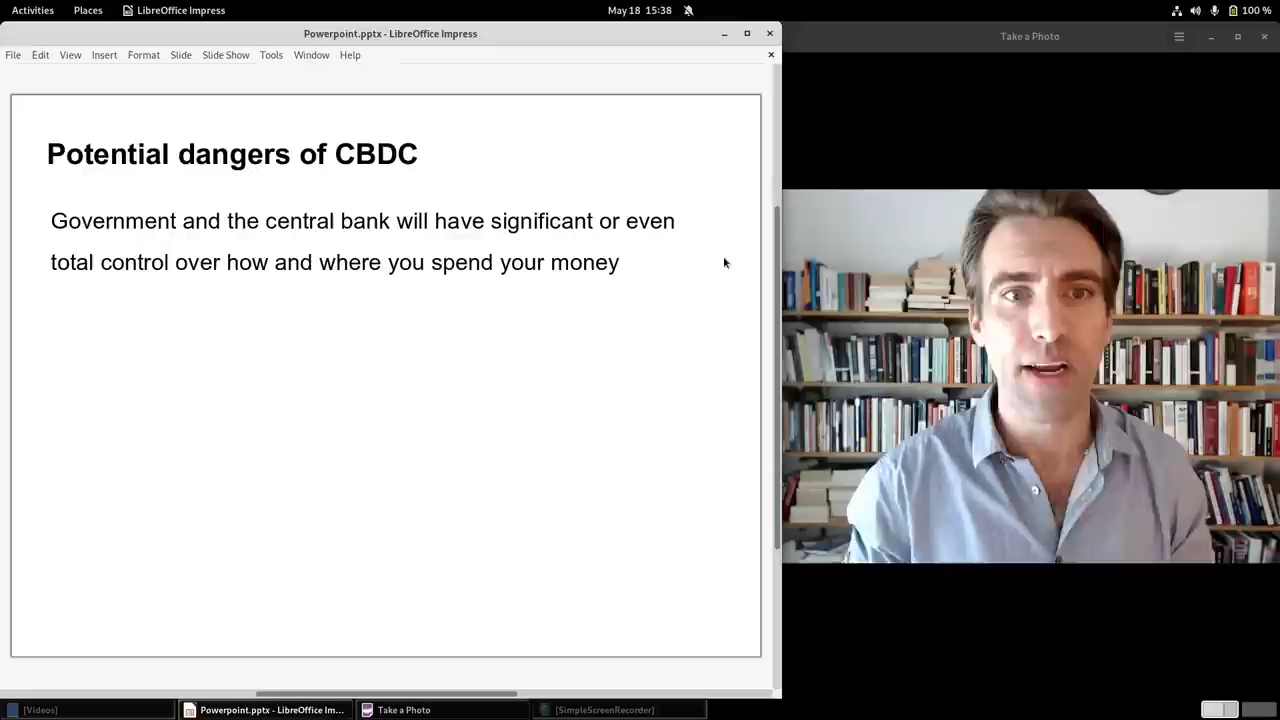 Activities Places LibreOffice Impress May 18 15:38 100 %
Powerpoint.pptx - LibreOffice Impress
Take a Photo
File Edit View Insert Format Slide Slide Show Tools Window Help
Potential dangers of CBDC
Government and the central bank will have significant or even
total control over how and where you spend your money
[Videos] Powerpoint.pptx - LibreOffice Im... Take a Photo [SimpleScreenRecorder]